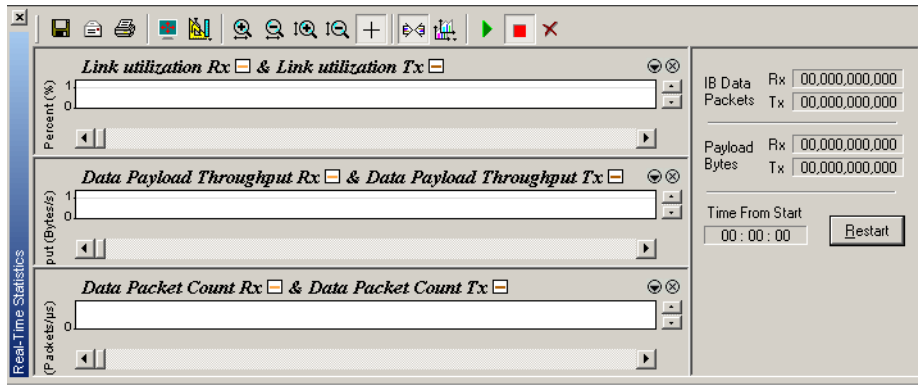 Real-Time Statistics
Link utilization Rx & Link utilization Tx
Percent (%)
1
0
Data Payload Throughput Rx & Data Payload Throughput Tx
put (Bytes/s)
1
0
Data Packet Count Rx & Data Packet Count Tx
(Packets/µs)
0
IB Data Packets
Rx 00,000,000,000
Tx 00,000,000,000
Payload Bytes
Rx 00,000,000,000
Tx 00,000,000,000
Time From Start
00 : 00 : 00
Restart